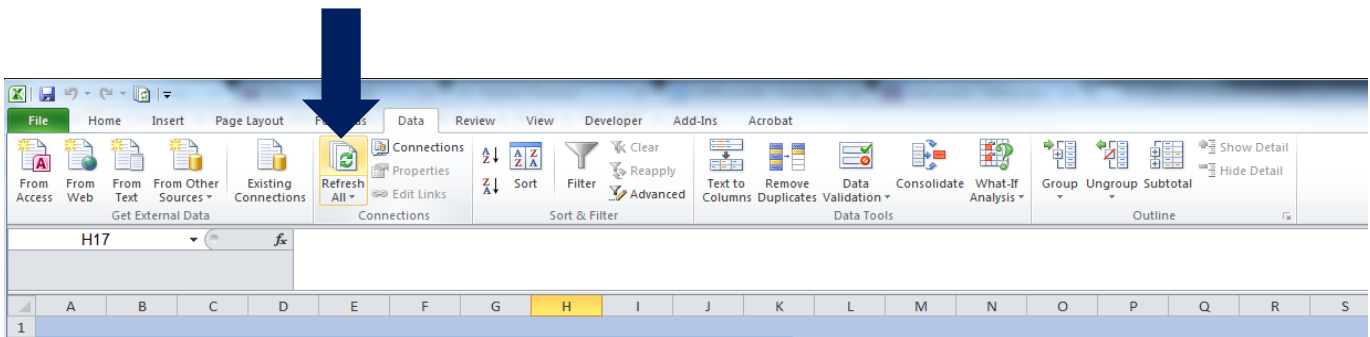 File Home Insert Page Layout Data Review View Developer Add-Ins Acrobat
From Access
From Web
From Text
From Other Sources
Existing Connections
Get External Data
Refresh All
Connections
Properties
Edit Links
Connections
A Z
Z A
A Z
Z A
Sort
Filter
Clear
Reapply
Advanced
Sort & Filter
Text to Columns
Remove Duplicates
Data Validation
Consolidate
What-If Analysis
Data Tools
Group
Ungroup
Subtotal
Show Detail
Hide Detail
Outline
H17
fx
A B C D E F G H I J K L M N O P Q R S
1